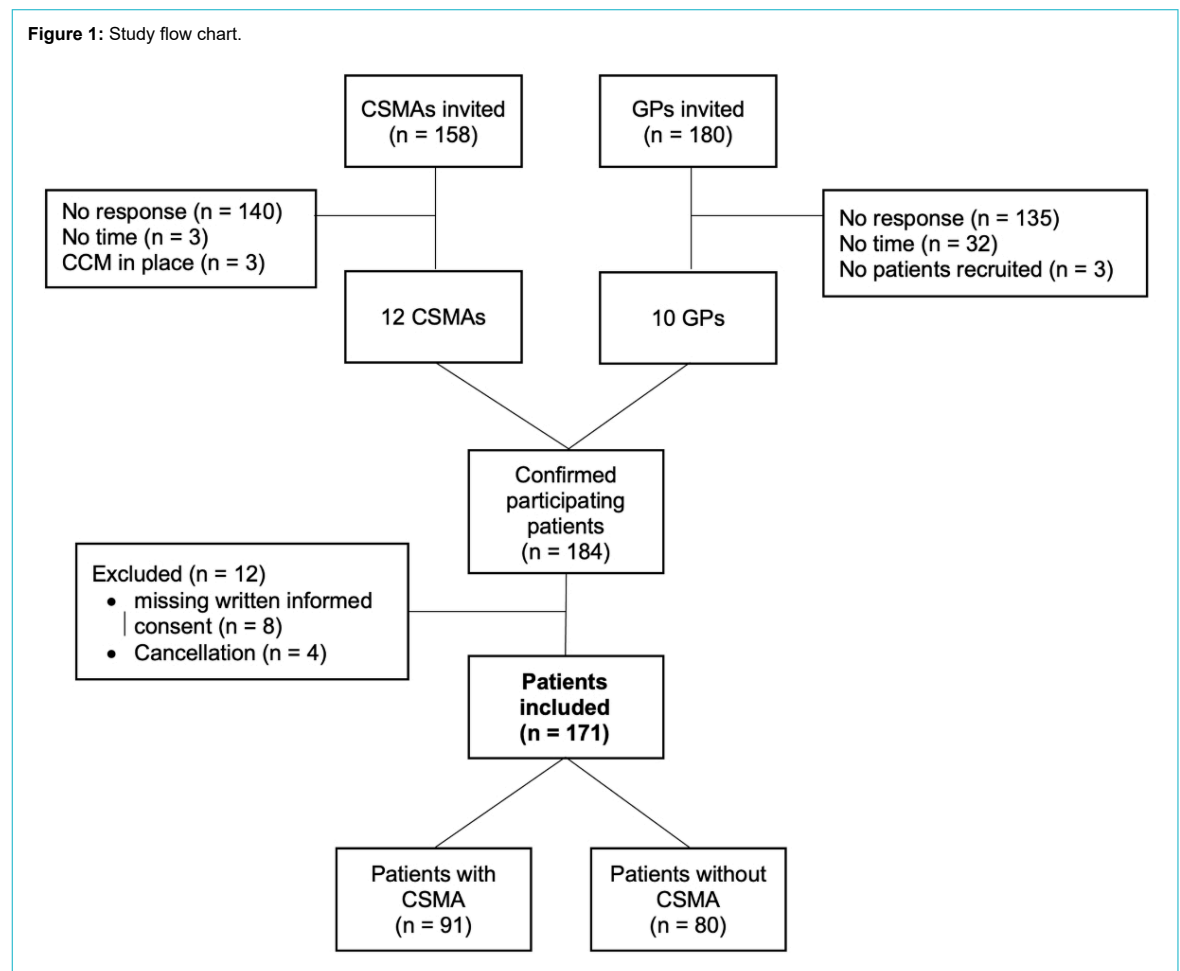 Figure 1: Study flow chart.
CSMAs invited
(n = 158)
GPs invited
(n = 180)
No response (n = 140)
No time (n = 3)
CCM in place (n = 3)
No response (n = 135)
No time (n = 32)
No patients recruited (n = 3)
12 CSMAs
10 GPs
Confirmed
participating
patients
(n = 184)
Excluded (n = 12)
• missing written informed
consent (n = 8)
• Cancellation (n = 4)
Patients
included
(n = 171)
Patients with
CSMA
(n = 91)
Patients without
CSMA
(n = 80)